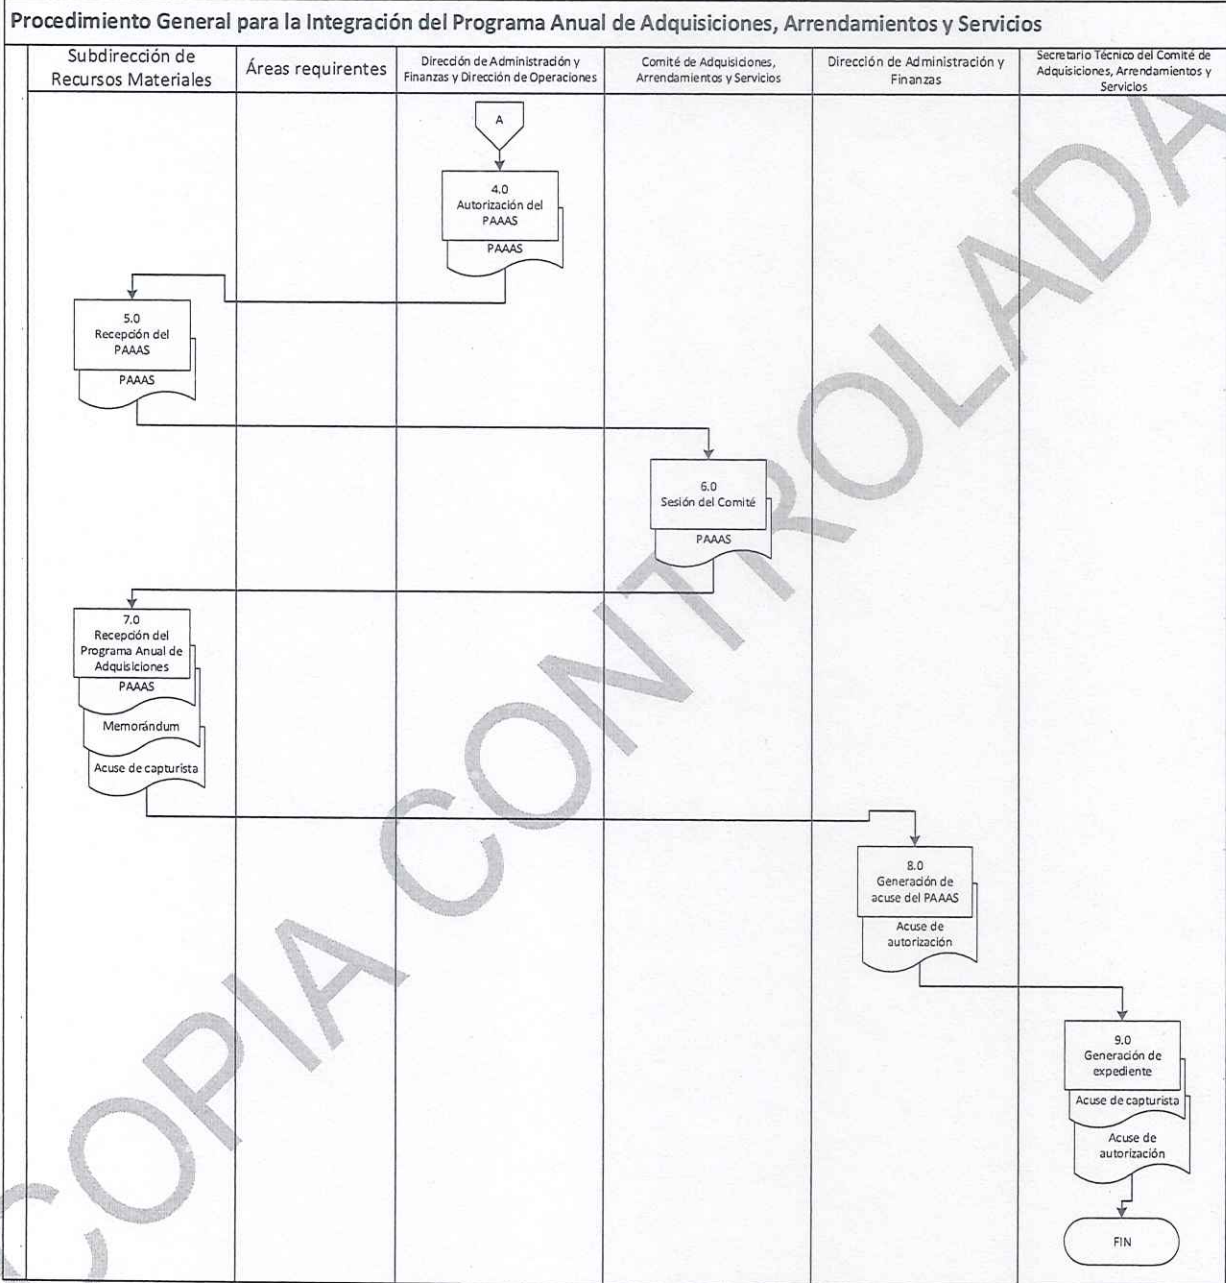 Procedimiento General para la Integración del Programa Anual de Adquisiciones, Arrendamientos y Servicios
Subdirección de
Recursos Materiales
Áreas requirentes
Dirección de Administración y
Finanzas y Dirección de Operaciones
Comité de Adquisiciones,
Arrendamientos y Servicios
Dirección de Administración y
Finanzas
Secretario Técnico del Comité de
Adquisiciones, Arrendamientos y
Servicios
A
4.0
Autorización del
PAAAS
PAAAS
5.0
Recepción del
PAAAS
PAAAS
6.0
Sesión del Comité
PAAAS
7.0
Recepción del
Programa Anual de
Adquisiciones
PAAAS
Memorándum
Acuse de capturista
8.0
Generación de
acuse del PAAAS
Acuse de
autorización
9.0
Generación de
expediente
Acuse de capturista
Acuse de
autorización
FIN
COPIA CONTROLADA